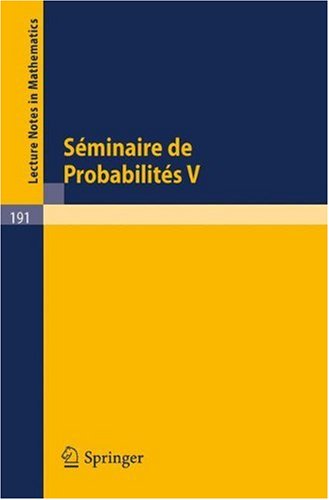 Lecture Notes in Mathematics
Séminaire de
Probabilités V
191
Springer